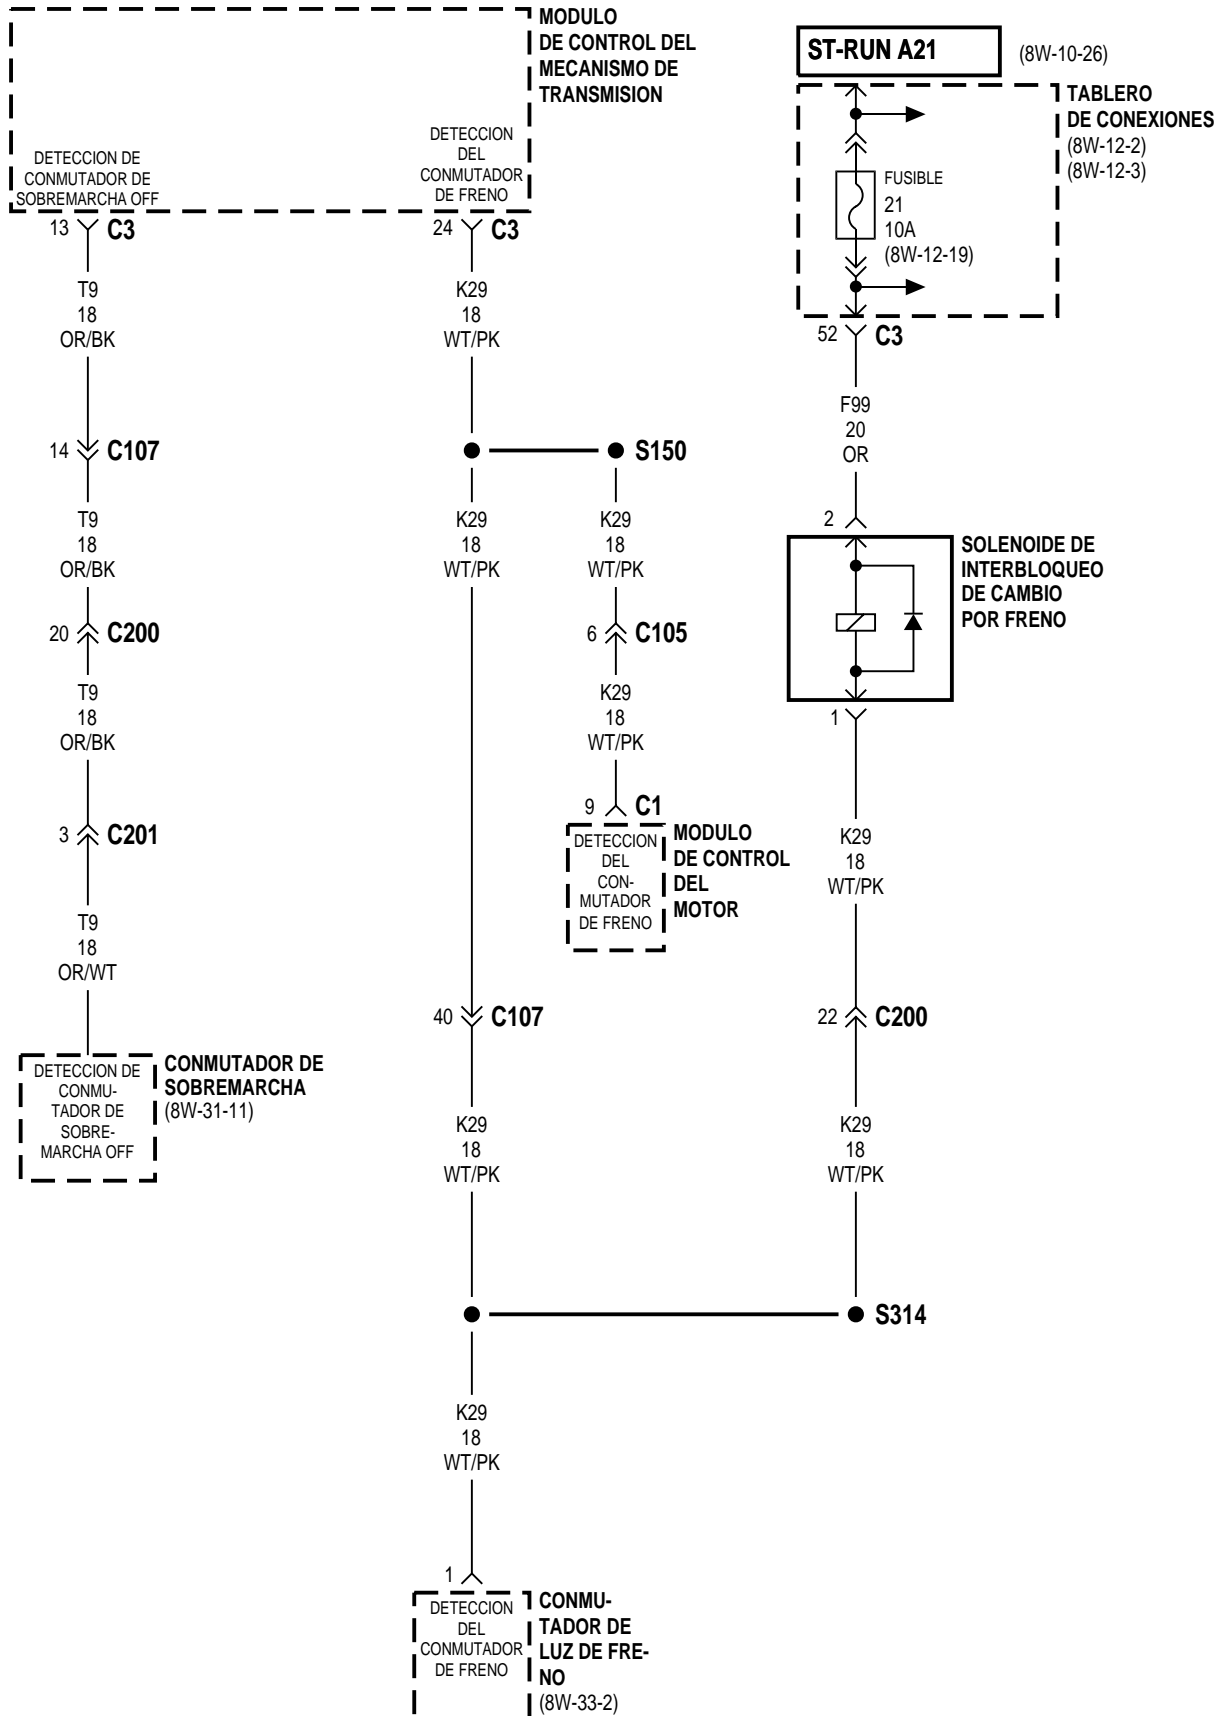 MODULO
DE CONTROL DEL
MECANISMO DE
TRANSMISION
DETECCION DE
CONMUTADOR DE
SOBREMARCHA OFF
DETECCION
DEL
CONMUTADOR
DE FRENO
13 C3
24 C3
T9
18
OR/BK
K29
18
WT/PK
ST-RUN A21
(8W-10-26)
TABLERO
DE CONEXIONES
(8W-12-2)
(8W-12-3)
FUSIBLE
21
10A
(8W-12-19)
52 C3
F99
20
OR
14 C107
S150
T9
18
OR/BK
K29
18
WT/PK
K29
18
WT/PK
2
SOLENOIDE DE
INTERBLOQUEO
DE CAMBIO
POR FRENO
1
20 C200
6 C105
T9
18
OR/BK
K29
18
WT/PK
3 C201
9 C1
DETECCION
DEL
CON-
MUTADOR
DE FRENO
MODULO
DE CONTROL
DEL
MOTOR
K29
18
WT/PK
T9
18
OR/WT
40 C107
22 C200
DETECCION DE
CONMU-
TADOR DE
SOBRE-
MARCHA OFF
CONMUTADOR DE
SOBREMARCHA
(8W-31-11)
K29
18
WT/PK
K29
18
WT/PK
S314
K29
18
WT/PK
1
DETECCION
DEL
CONMUTADOR
DE FRENO
CONMU-
TADOR DE
LUZ DE FRE-
NO
(8W-33-2)